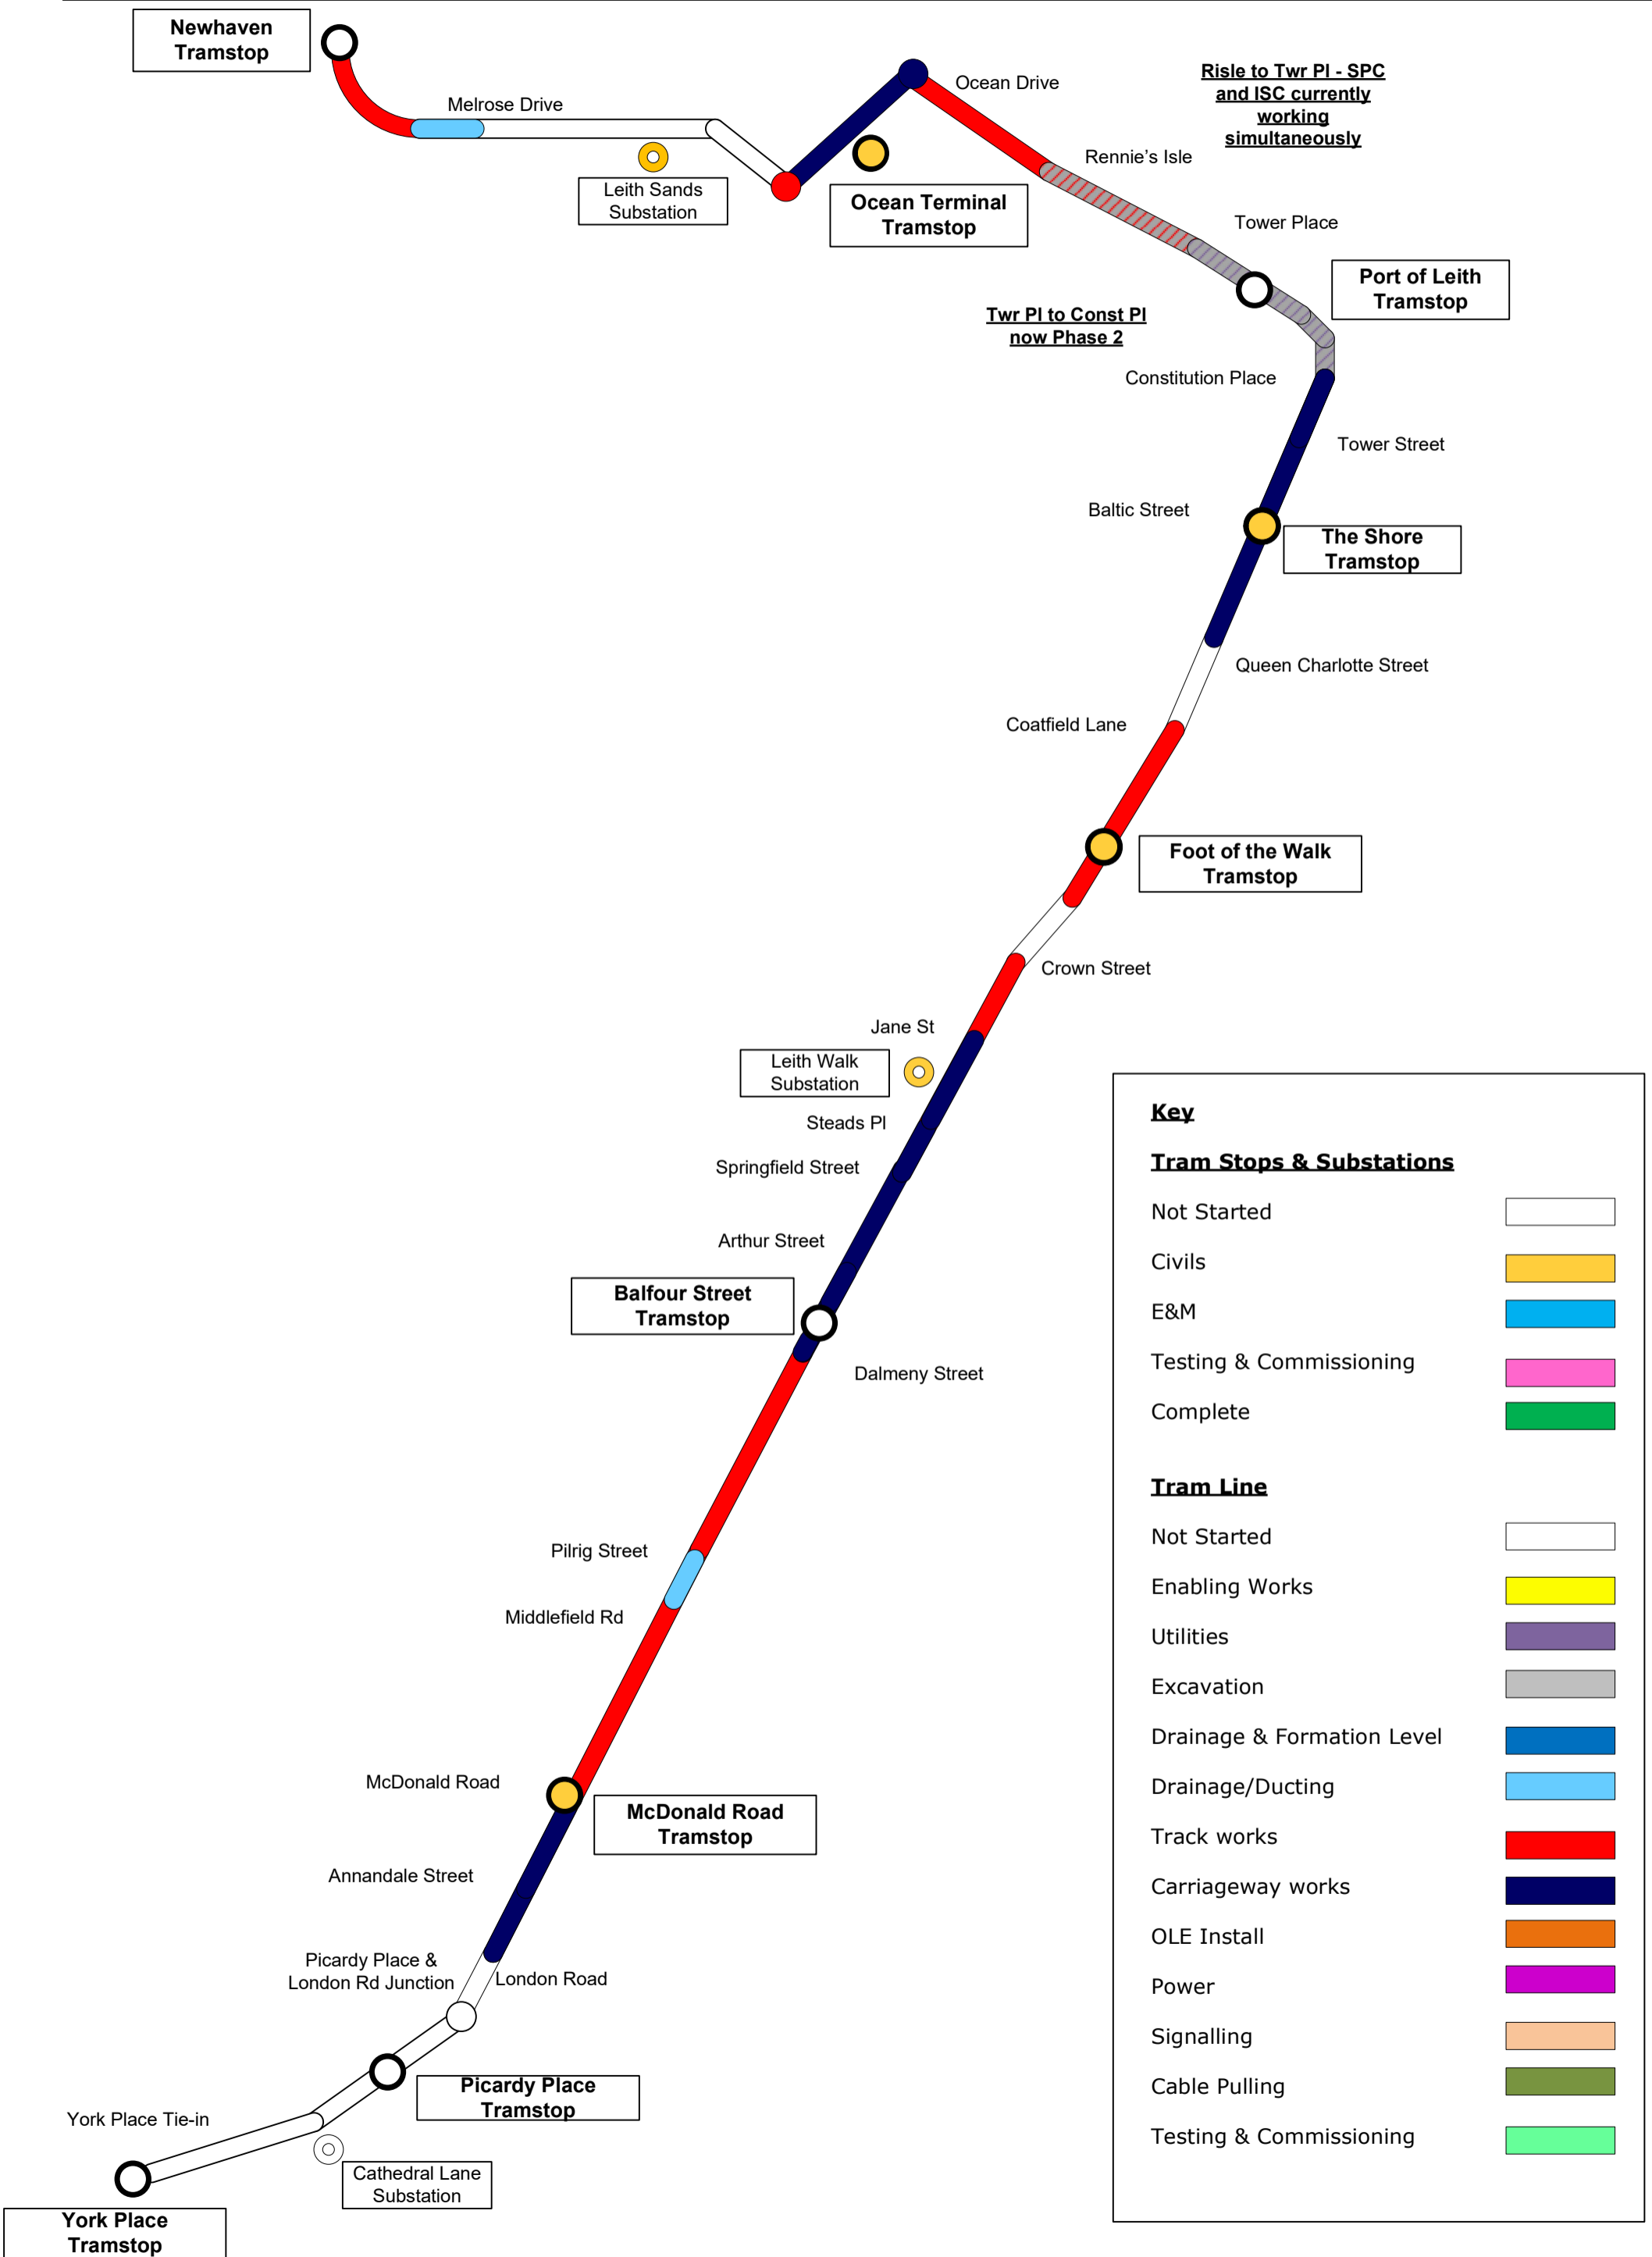 Newhaven
Tramstop
Melrose Drive
Leith Sands
Substation
Ocean Drive
Ocean Terminal
Tramstop
Risle to Twr Pl - SPC
and ISC currently
working
simultaneously
Rennie's Isle
Tower Place
Port of Leith
Tramstop
Twr Pl to Const Pl
now Phase 2
Constitution Place
Tower Street
Baltic Street
The Shore
Tramstop
Queen Charlotte Street
Coatfield Lane
Foot of the Walk
Tramstop
Crown Street
Jane St
Leith Walk
Substation
Steads Pl
Springfield Street
Arthur Street
Balfour Street
Tramstop
Dalmeny Street
Pilrig Street
Middlefield Rd
McDonald Road
McDonald Road
Tramstop
Annandale Street
Picardy Place &
London Rd Junction
London Road
Picardy Place
Tramstop
York Place Tie-in
Cathedral Lane
Substation
York Place
Tramstop
Key
Tram Stops & Substations
Not Started
Civils
E&M
Testing & Commissioning
Complete
Tram Line
Not Started
Enabling Works
Utilities
Excavation
Drainage & Formation Level
Drainage/Ducting
Track works
Carriageway works
OLE Install
Power
Signalling
Cable Pulling
Testing & Commissioning